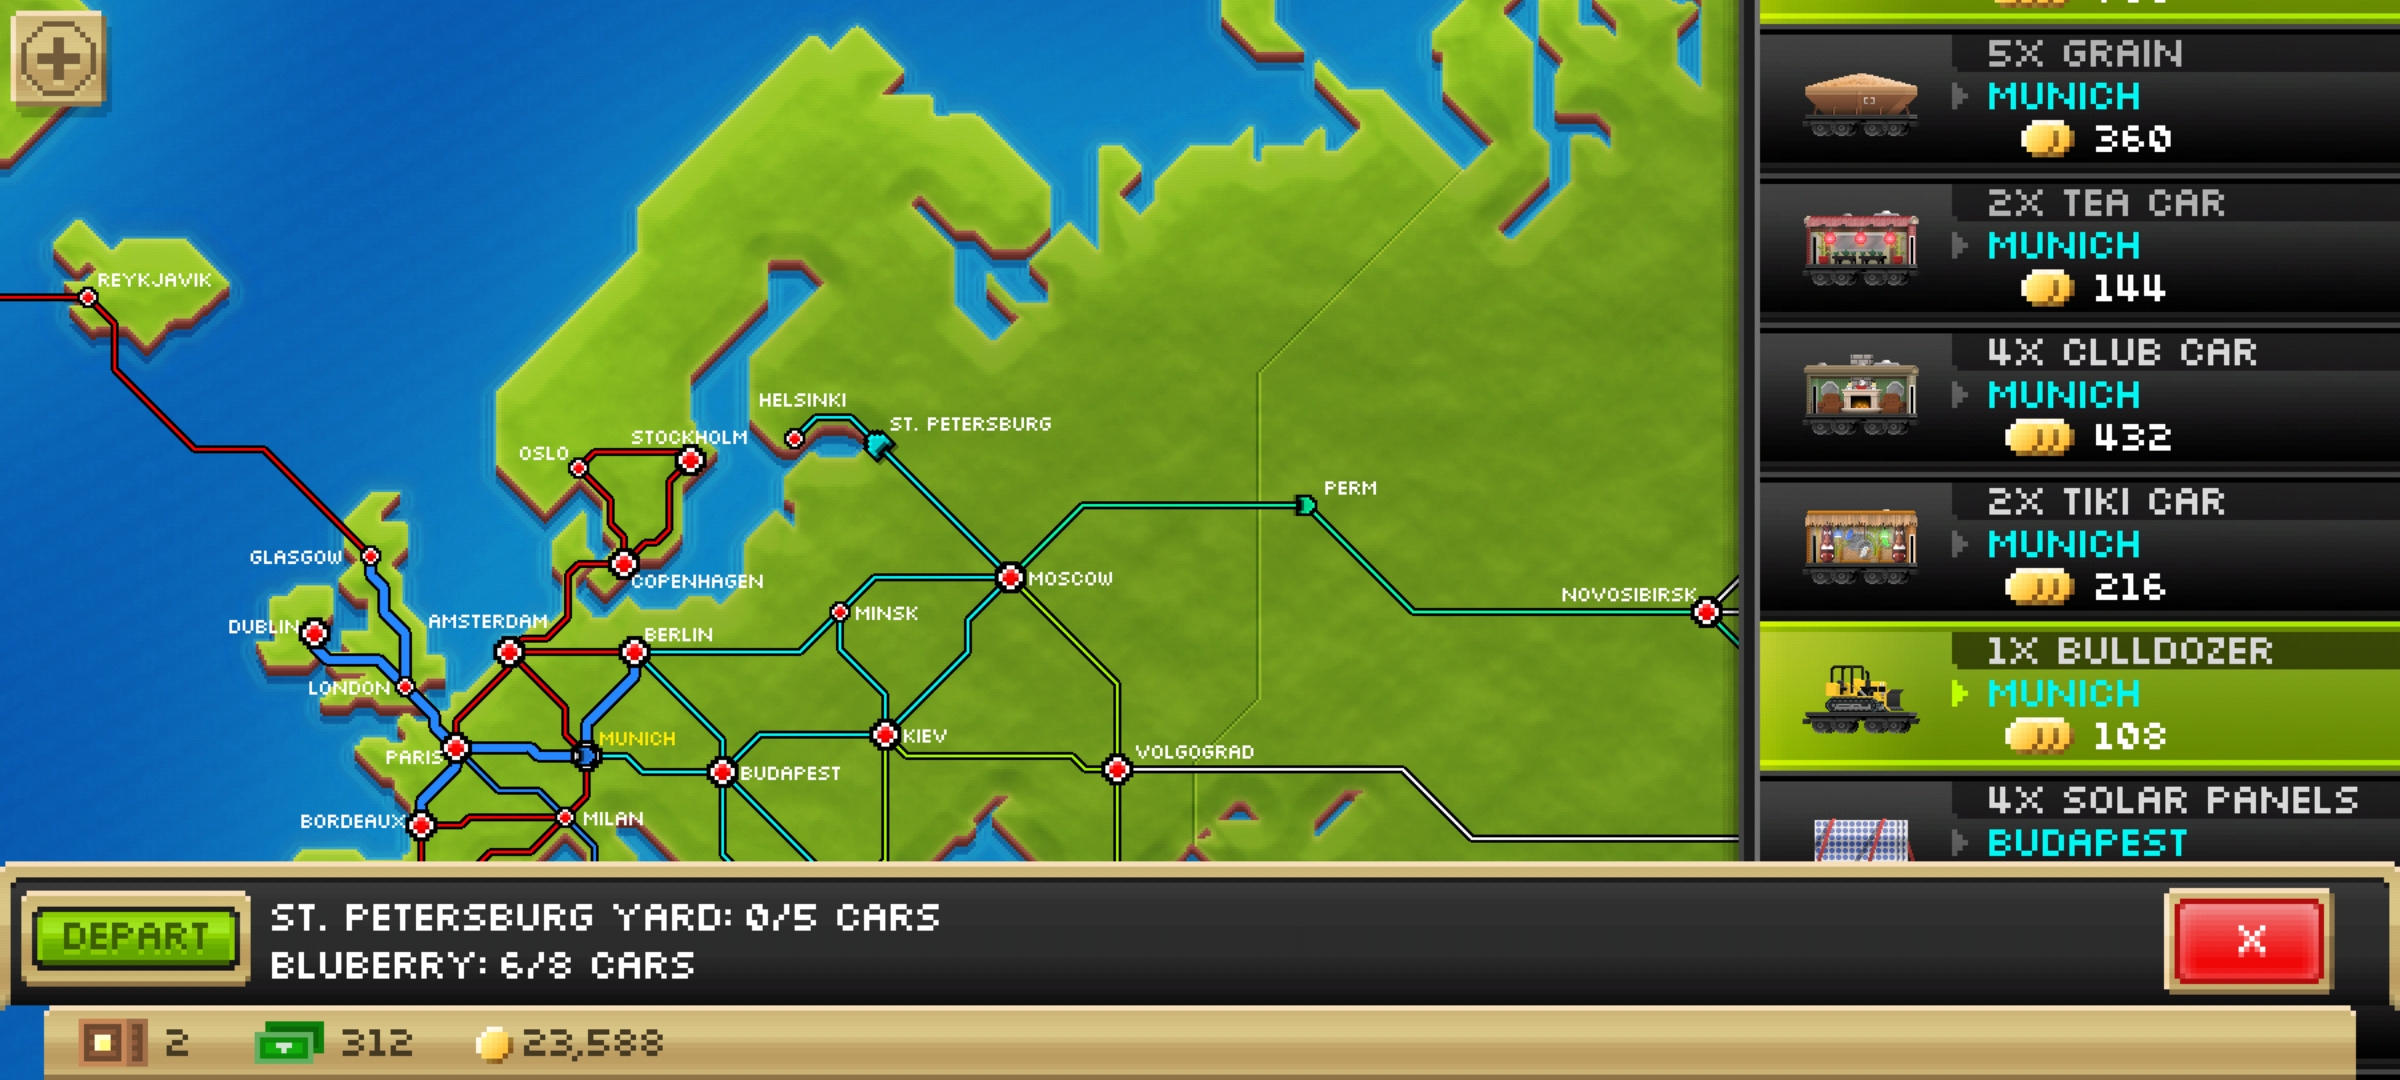 5X GRAIN
MUNICH
360
2X TEA CAR
MUNICH
144
4X CLUB CAR
MUNICH
432
2X TIKI CAR
MUNICH
216
1X BULLDOZER
MUNICH
108
4X SOLAR PANELS
BUDAPEST
REYKJAVIK
HELSINKI
ST. PETERSBURG
STOCKHOLM
OSLO
PERM
GLASGOW
COPENHAGEN
MOSCOW
NOVOSIBIRSK
MINSK
AMSTERDAM
DUBLIN
BERLIN
LONDON
MUNICH
KIEV
VOLGOGRAD
PARIS
BUDAPEST
BORDEAUX
MILAN
DEPART
ST. PETERSBURG YARD: 0/5 CARS
BLUBERRY: 6/8 CARS
X
2
312
23,588